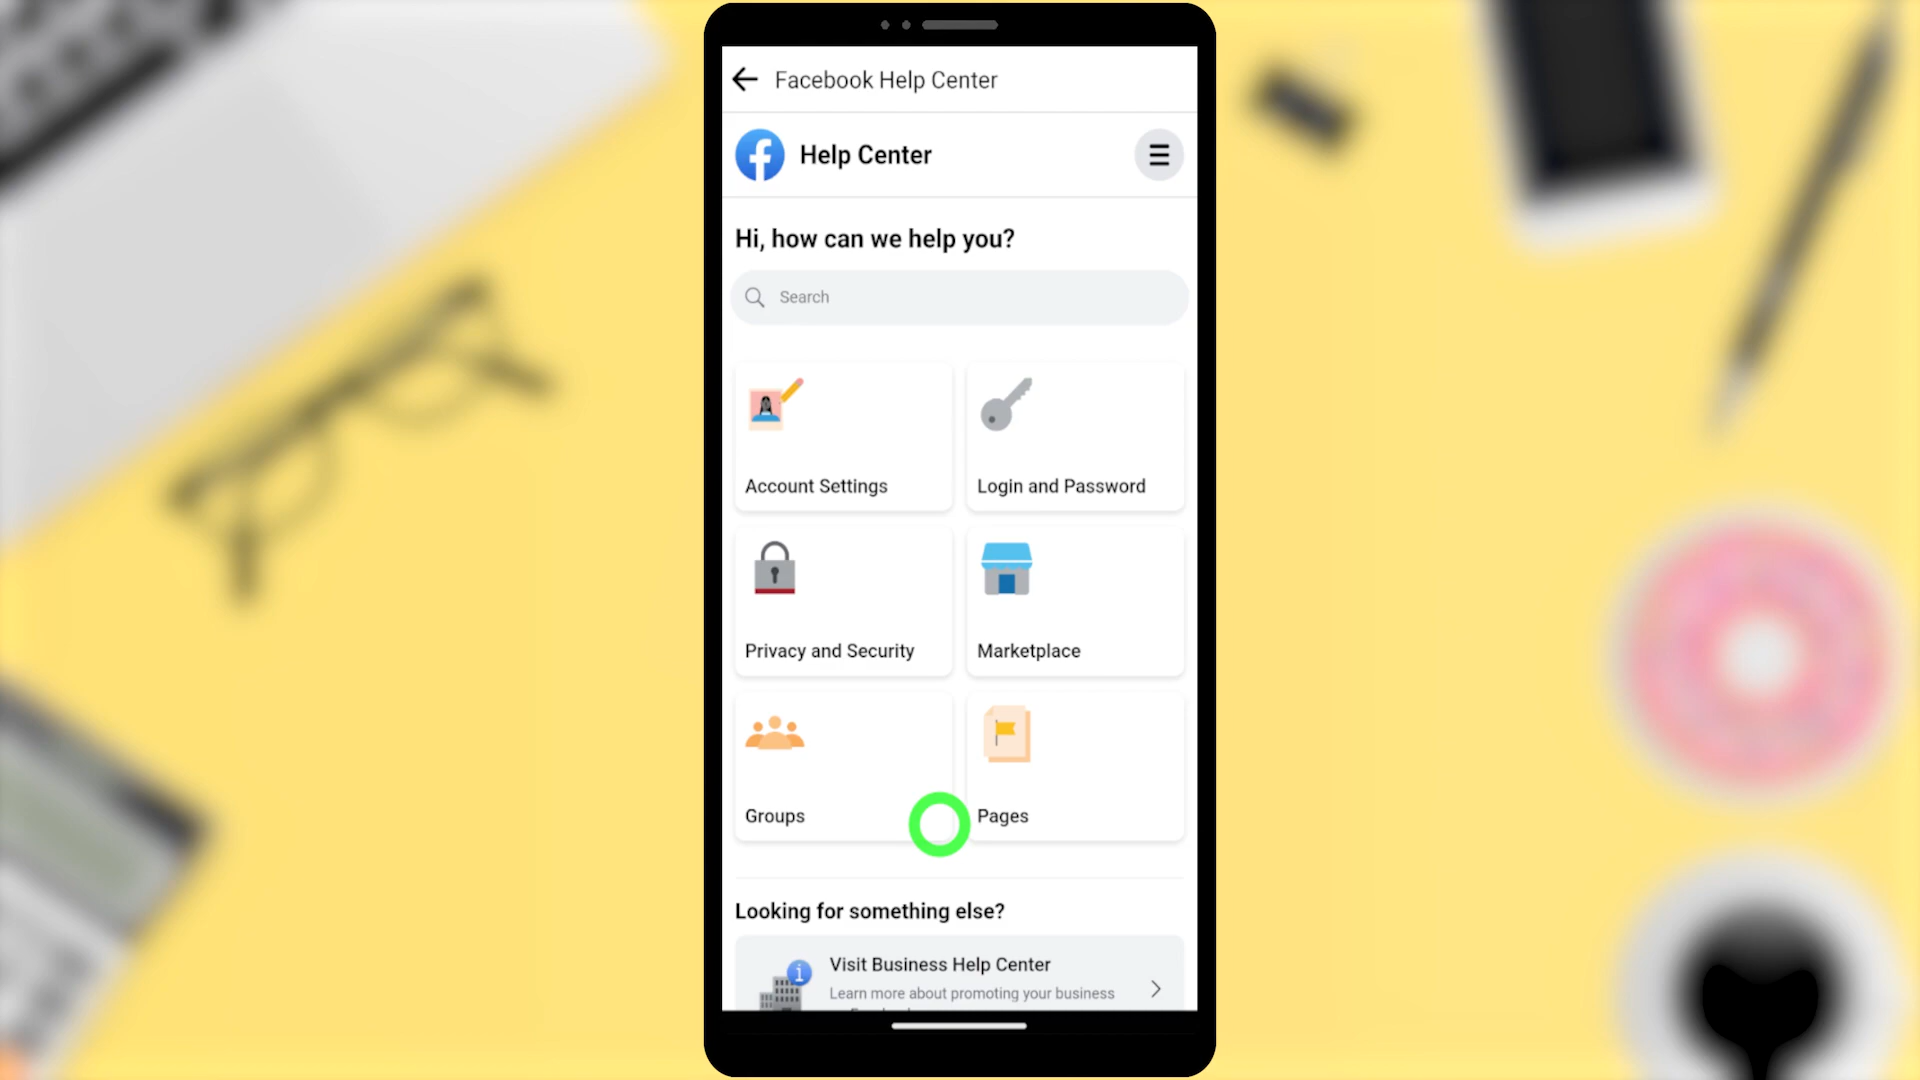 Facebook Help Center
Help Center
Hi, how can we help you?
Search
Account Settings
Login and Password
Privacy and Security
Marketplace
Groups
Pages
Looking for something else?
Visit Business Help Center
Learn more about promoting your business